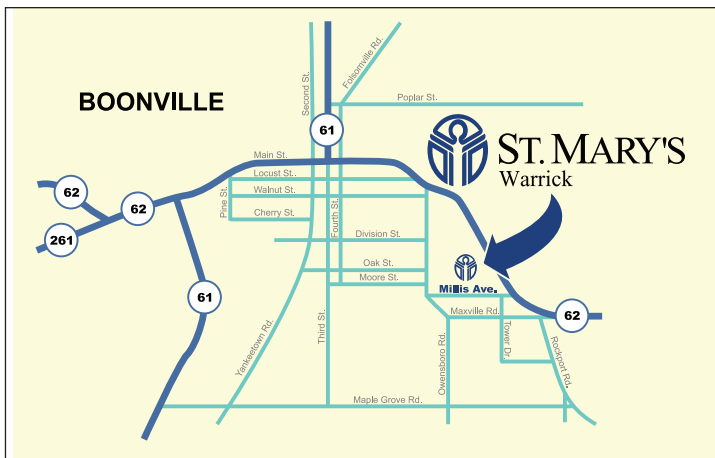 BOONVILLE
Second St.
Folsomville Rd.
Poplar St.
61
ST. MARY'S
Warrick
Main St.
Locust St..
Walnut St.
Pine St.
Cherry St.
Fourth St.
Division St.
62
62
261
Oak St.
Moore St.
61
Millis Ave.
62
Maxville Rd.
Tower Dr.
Rockport Rd.
Yankeetown Rd.
Third St.
Owensboro Rd.
Maple Grove Rd.